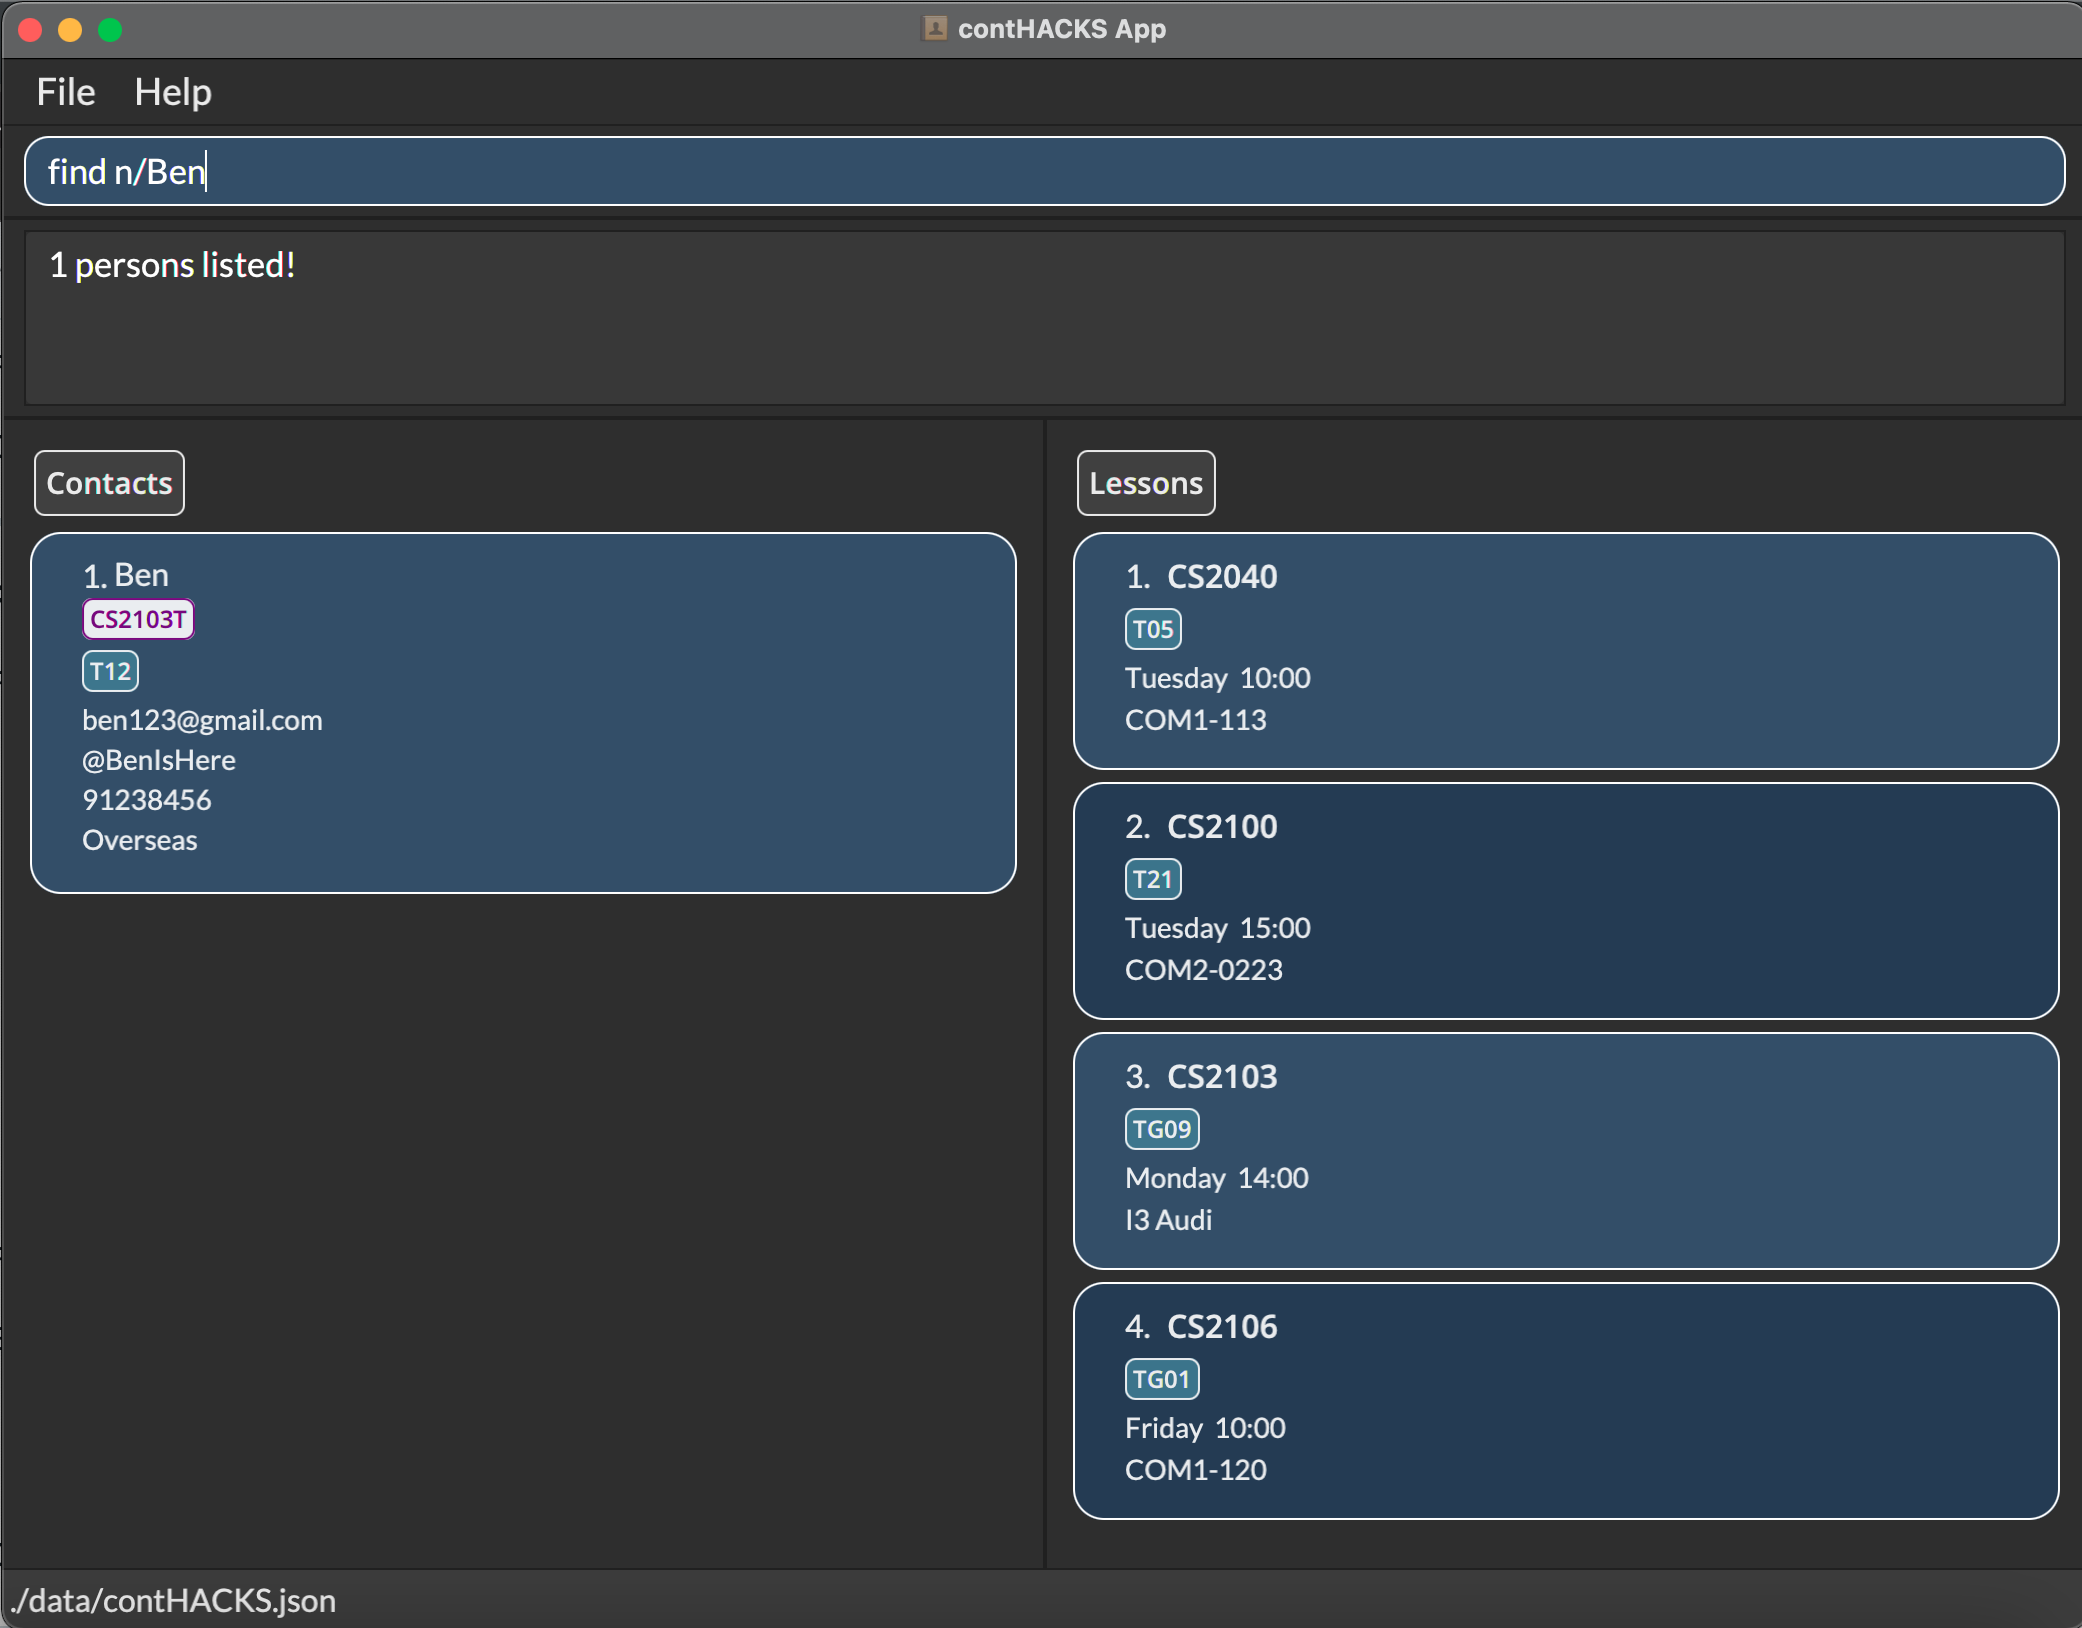 contHACKS App
File Help
find n/Ben
1 persons listed!
Contacts
1. Ben
CS2103T
T12
ben123@gmail.com
@BenIsHere
91238456
Overseas
Lessons
1. CS2040
T05
Tuesday 10:00
COM1-113
2. CS2100
T21
Tuesday 15:00
COM2-0223
3. CS2103
TG09
Monday 14:00
I3 Audi
4. CS2106
TG01
Friday 10:00
COM1-120
./data/contHACKS.json